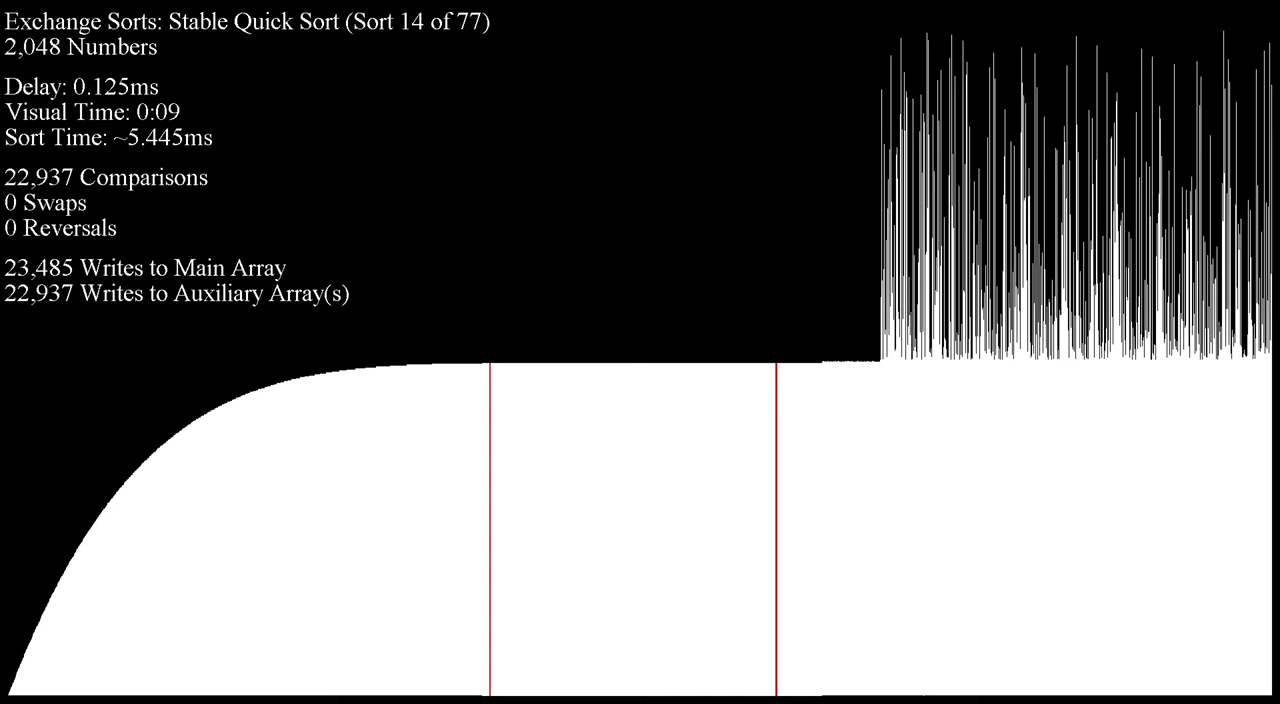 Exchange Sorts: Stable Quick Sort (Sort 14 of 77)
2,048 Numbers
Delay: 0.125ms
Visual Time: 0:09
Sort Time: ~5.445ms
22,937 Comparisons
0 Swaps
0 Reversals
23,485 Writes to Main Array
22,937 Writes to Auxiliary Array(s)